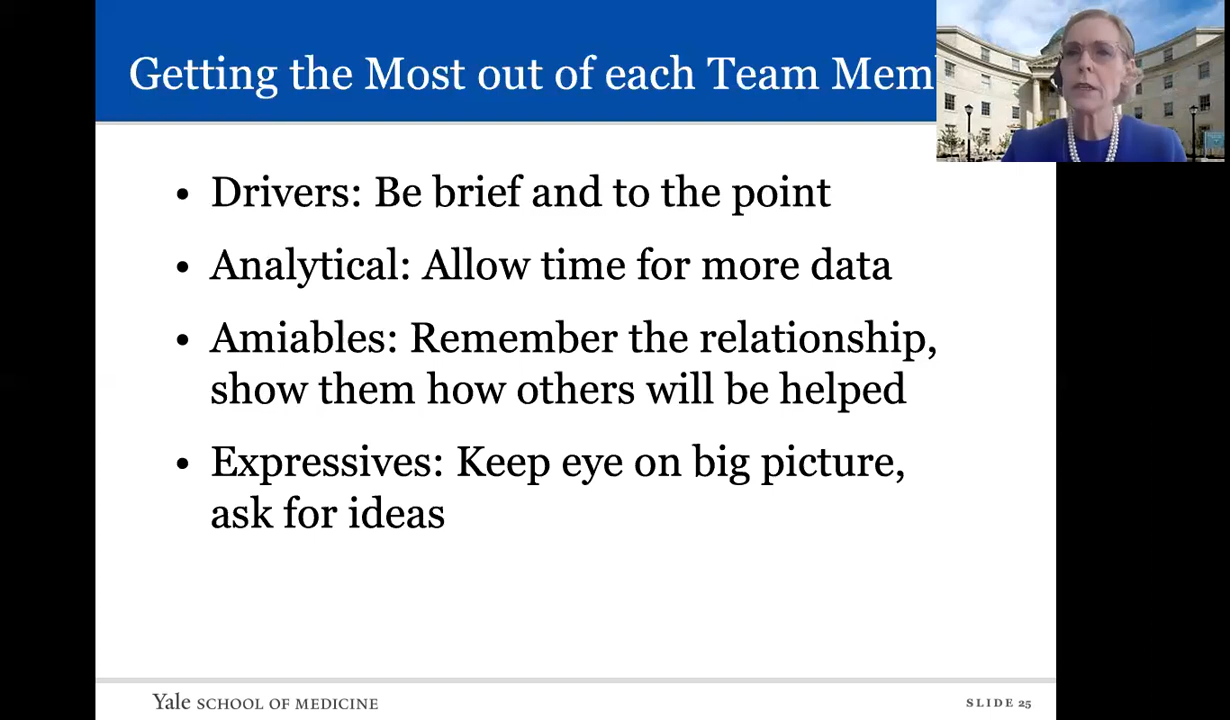 Getting the Most out of each Team Mem
• Drivers: Be brief and to the point
• Analytical: Allow time for more data
• Amiables: Remember the relationship,
show them how others will be helped
• Expressives: Keep eye on big picture,
ask for ideas
Yale SCHOOL OF MEDICINE
SLIDE 25